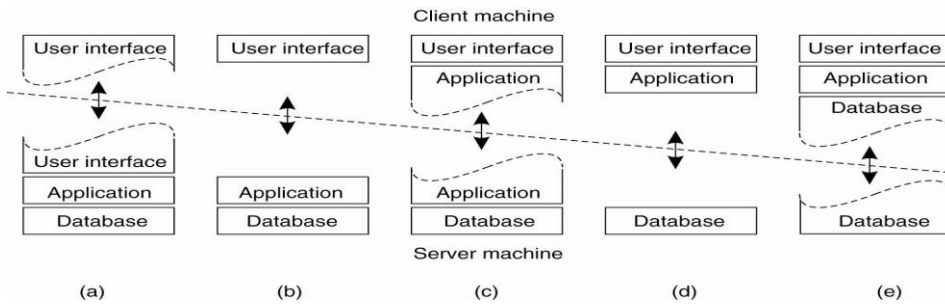 Client machine
User interface User interface User interface User interface User interface
Application Application Application
Database
User interface
Application Application Application
Database Database Database Database Database
Server machine
(a) (b) (c) (d) (e)